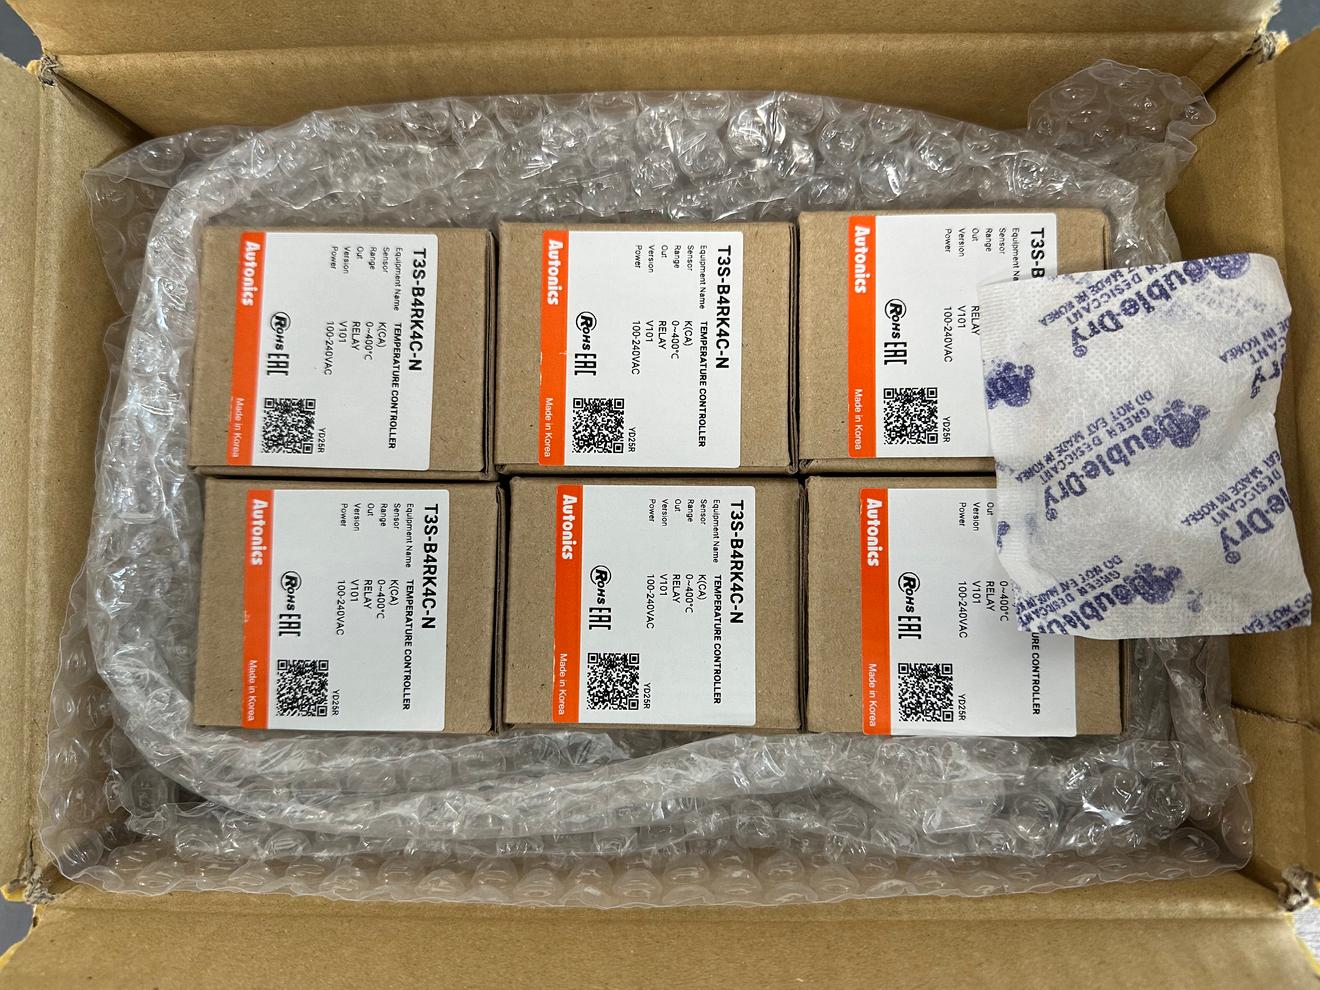 T3S-B4RK4C-N
Equipment Name TEMPERATURE CONTROLLER
Sensor K(CA)
Range 0~400°C
Out RELAY
Version V101
Power 100-240VAC
YD25R
RoHS EAC
Autonics Made in Korea
T3S-B4RK4C-N
Equipment Name TEMPERATURE CONTROLLER
Sensor K(CA)
Range 0~400°C
Out RELAY
Version V101
Power 100-240VAC
YD25R
RoHS EAC
Autonics Made in Korea
T3S-B
Equipment Na
Sensor
Range
Out RELAY
Version V101
Power 100-240VAC
YD25R
RoHS EAC
Autonics Made in Korea
T3S-B4RK4C-N
Equipment Name TEMPERATURE CONTROLLER
Sensor K(CA)
Range 0~400°C
Out RELAY
Version V101
Power 100-240VAC
YD25R
RoHS EAC
Autonics Made in Korea
T3S-B4RK4C-N
Equipment Name TEMPERATURE CONTROLLER
Sensor K(CA)
Range 0~400°C
Out RELAY
Version V101
Power 100-240VAC
YD25R
RoHS EAC
Autonics Made in Korea
URE CONTROLLER
0~400°C
Out RELAY
Version V101
Power 100-240VAC
YD25R
RoHS EAC
Autonics Made in Korea
Double-Dry®
GREEN DESICCANT
DO NOT EAT MADE IN KOREA